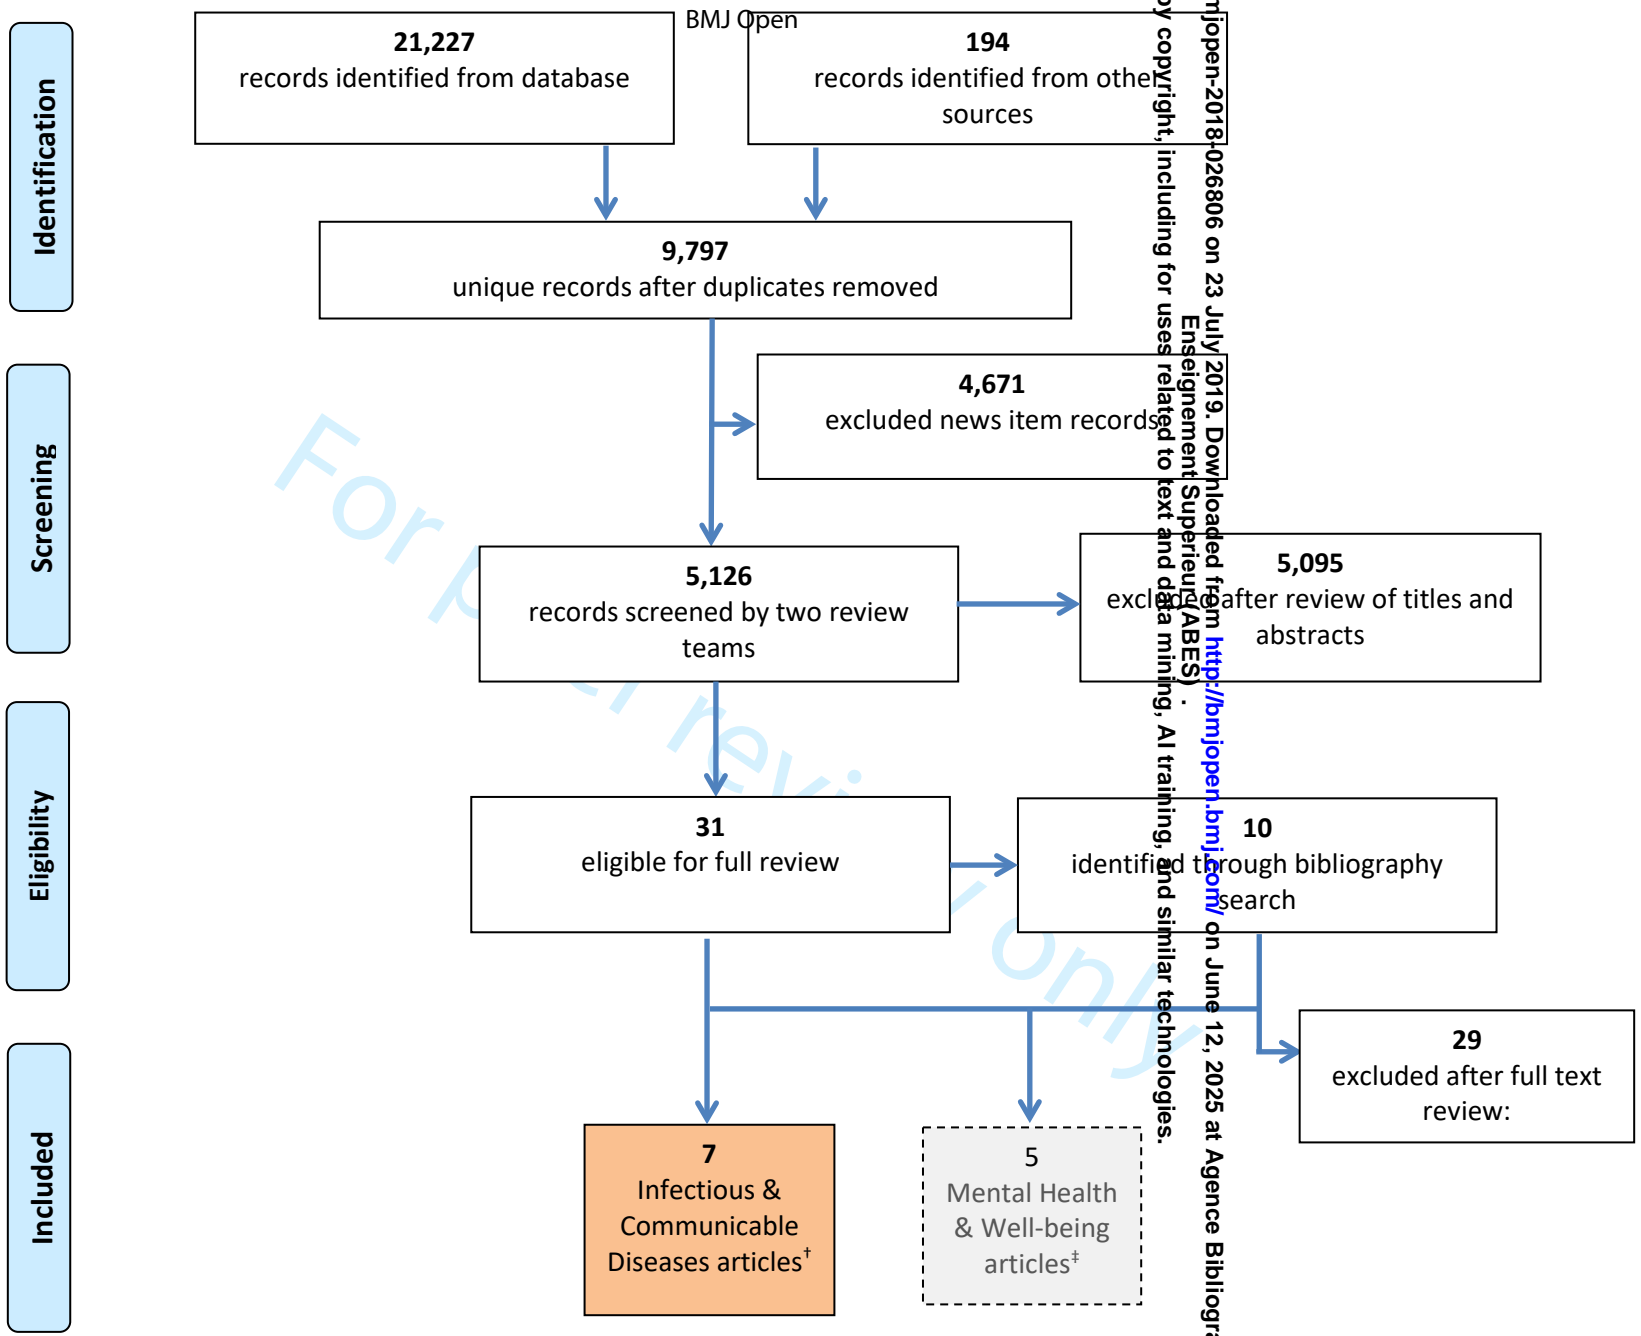 BMJ Open
Identification
21,227
records identified from database
194
records identified from other
sources
9,797
unique records after duplicates removed
Screening
4,671
excluded news item records
5,126
records screened by two review
teams
5,095
excluded after review of titles and
abstracts
Eligibility
31
eligible for full review
10
identified through bibliography
search
29
excluded after full text
review:
Included
7
Infectious &
Communicable
Diseases articles†
5
Mental Health
& Well-being
articles‡
For peer review only
mjopen-2018-026806 on 23 July 2019. Downloaded from http://bmjopen.bmj.com/ on June 12, 2025 at Agence Bibliogra
Enseignement Superieur (ABES) .
by copyright, including for uses related to text and data mining, AI training, and similar technologies.